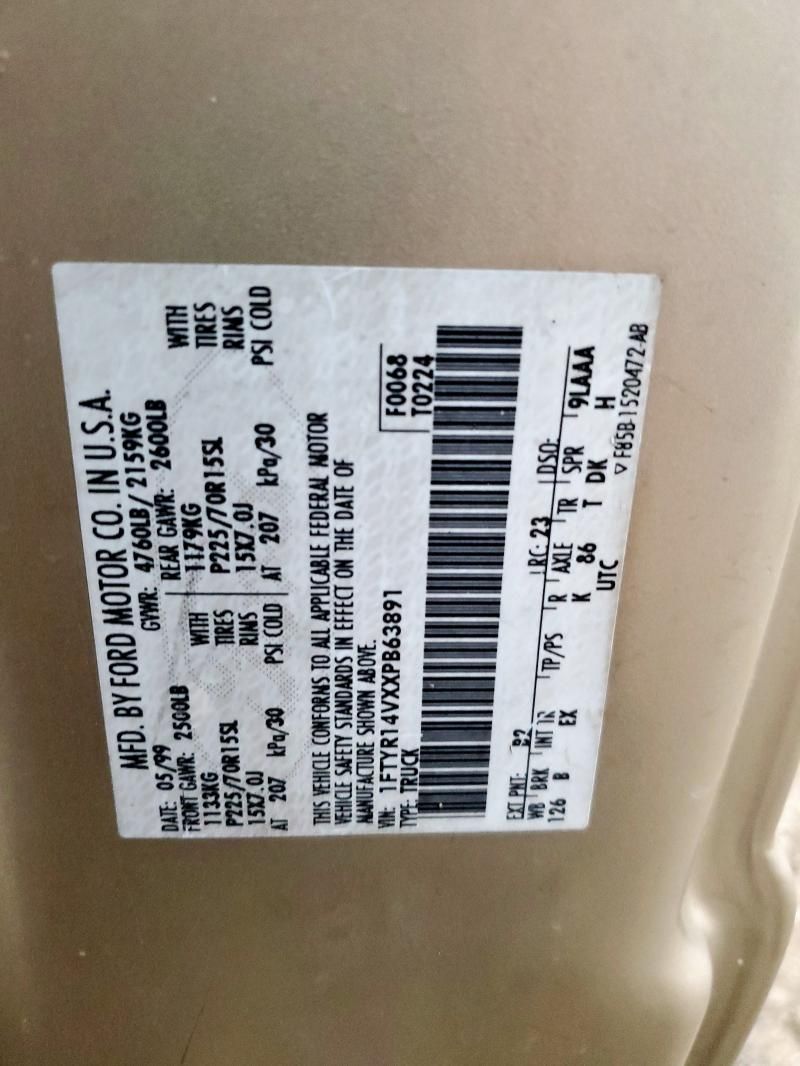 MFD. BY FORD MOTOR CO. IN U.S.A.
DATE: 05/99 GVWR: 4760LB/ 2159KG
FRONT GAWR: 2500LB REAR GAWR: 2600LB
1133KG WITH 1179KG WITH
P225/70R15SL TIRES P225/70R15SL TIRES
15X7.0J RIMS 15X7.0J RIMS
AT 207 kPa/30 PSI COLD AT 207 kPa/30 PSI COLD
THIS VEHICLE CONFORMS TO ALL APPLICABLE FEDERAL MOTOR
VEHICLE SAFETY STANDARDS IN EFFECT ON THE DATE OF
MANUFACTURE SHOWN ABOVE.
VIN: 1FTYR14VXXPB63891 F0068
TYPE: TRUCK T0224
EXT PNT: B2 RC: 23 DSO:
WB BRK INT TR TP/PS R AXLE TR SPR 9LAAA
126 B EX K 86 T DK H
UTC F85B-1520472-AB